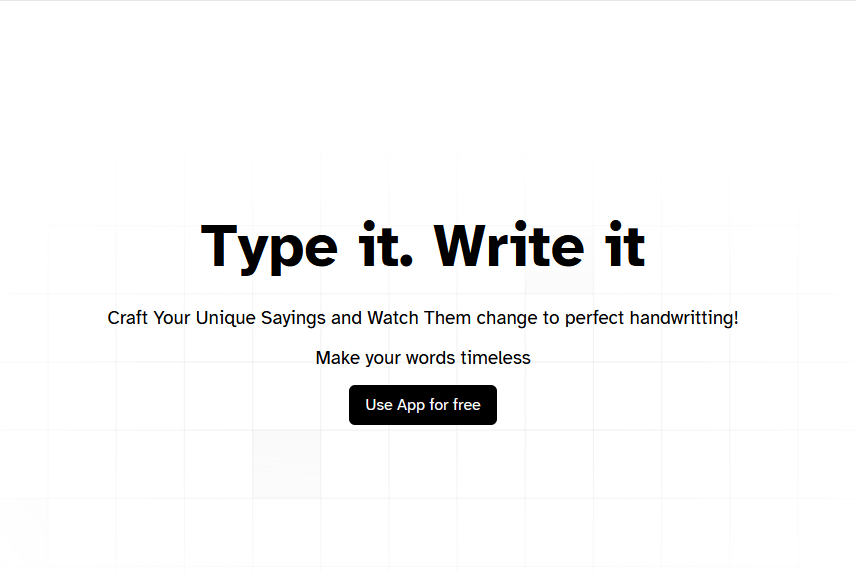 Type it. Write it
Craft Your Unique Sayings and Watch Them change to perfect handwritting!
Make your words timeless
Use App for free